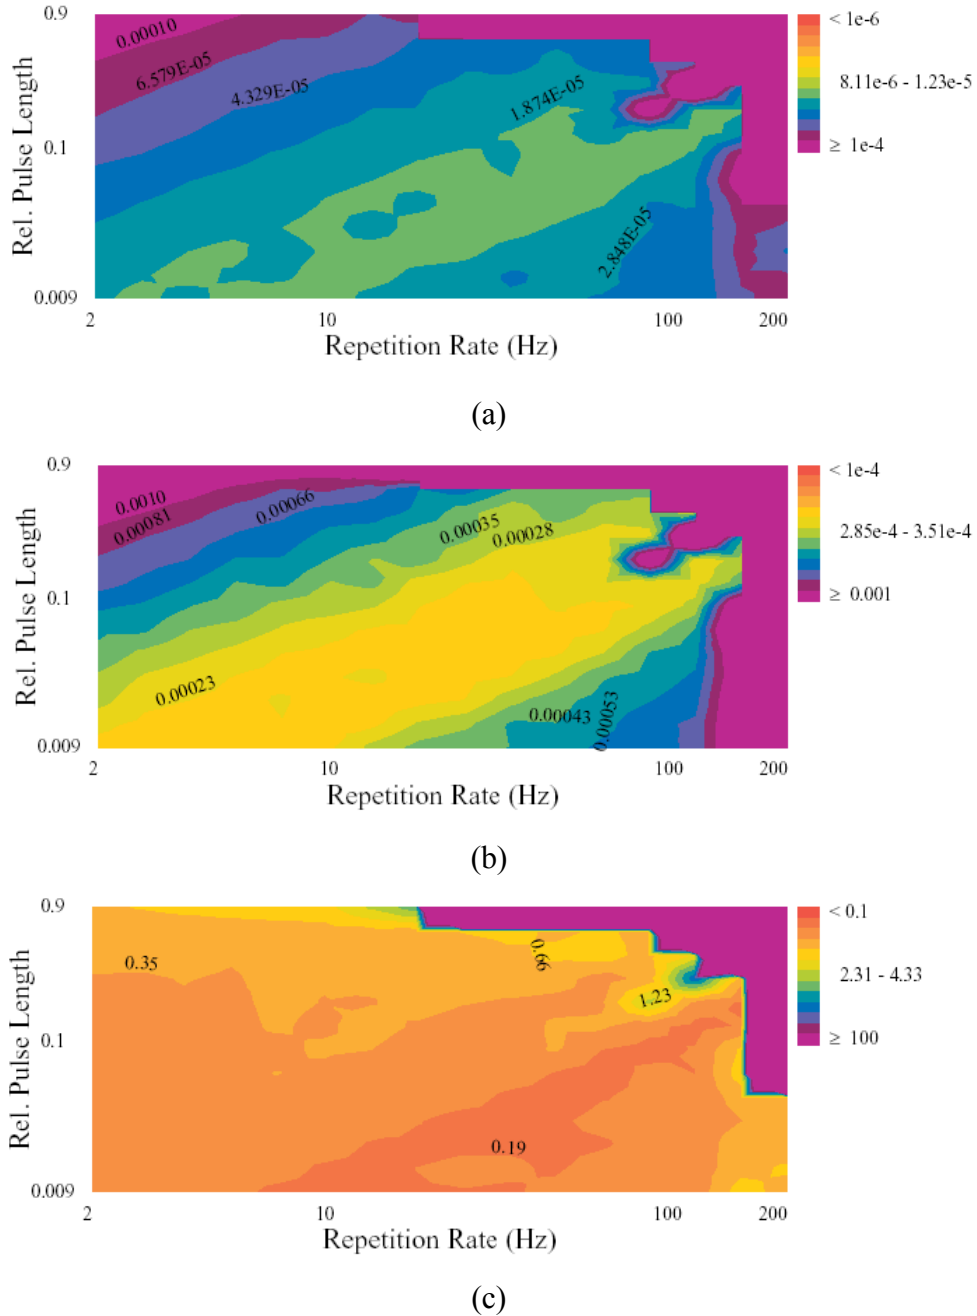 0.9
0.00010
6.579E-05
4.329E-05
1.874E-05
2.848E-05
0.1
0.009
Rel. Pulse Length
2
10
100
200
Repetition Rate (Hz)
< 1e-6
8.11e-6 - 1.23e-5
≥ 1e-4
(a)
0.9
0.0010
0.00081
0.00066
0.00035
0.00028
0.00023
0.00043
0.00053
0.1
0.009
Rel. Pulse Length
2
10
100
200
Repetition Rate (Hz)
< 1e-4
2.85e-4 - 3.51e-4
≥ 0.001
(b)
0.9
0.35
0.66
1.23
0.19
0.1
0.009
Rel. Pulse Length
2
10
100
200
Repetition Rate (Hz)
< 0.1
2.31 - 4.33
≥ 100
(c)